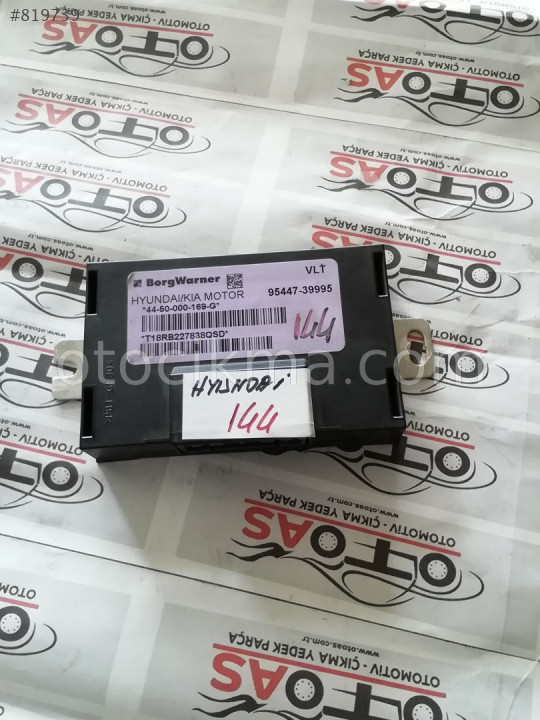 #819739
BorgWarner
VLT
HYUNDAI/KIA MOTOR
95447-39995
"44-50-000-169-G"
"T18RB227838QSD"
144
HYUNDAi
144
otocikma.com
OTOAS
OTOMOTİV - ÇIKMA YEDEK PARÇA
www.otoas.com.tr